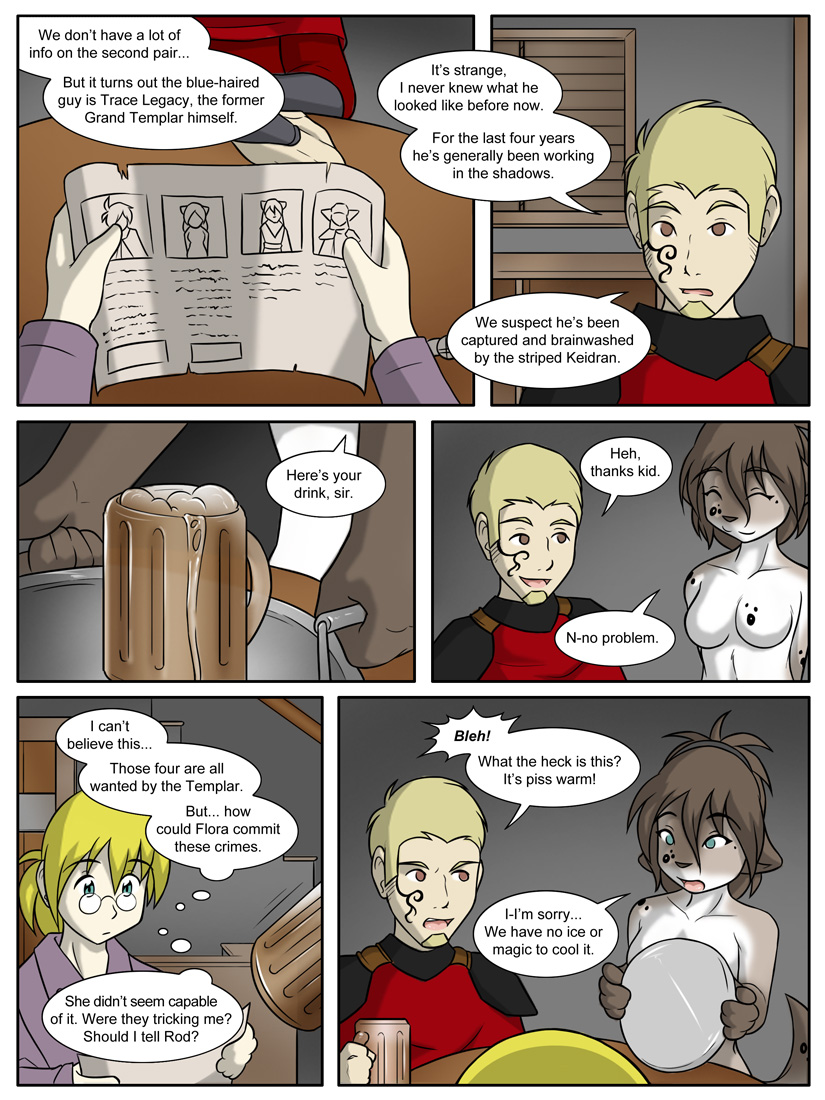 We don't have a lot of
info on the second pair...
But it turns out the blue-haired
guy is Trace Legacy, the former
Grand Templar himself.
It's strange,
I never knew what he
looked like before now.
For the last four years
he's generally been working
in the shadows.
We suspect he's been
captured and brainwashed
by the striped Keidran.
Here's your
drink, sir.
Heh,
thanks kid.
N-no problem.
I can't
believe this...
Those four are all
wanted by the Templar.
But... how
could Flora commit
these crimes.
She didn't seem capable
of it. Were they tricking me?
Should I tell Rod?
Bleh!
What the heck is this?
It's piss warm!
I-I'm sorry...
We have no ice or
magic to cool it.